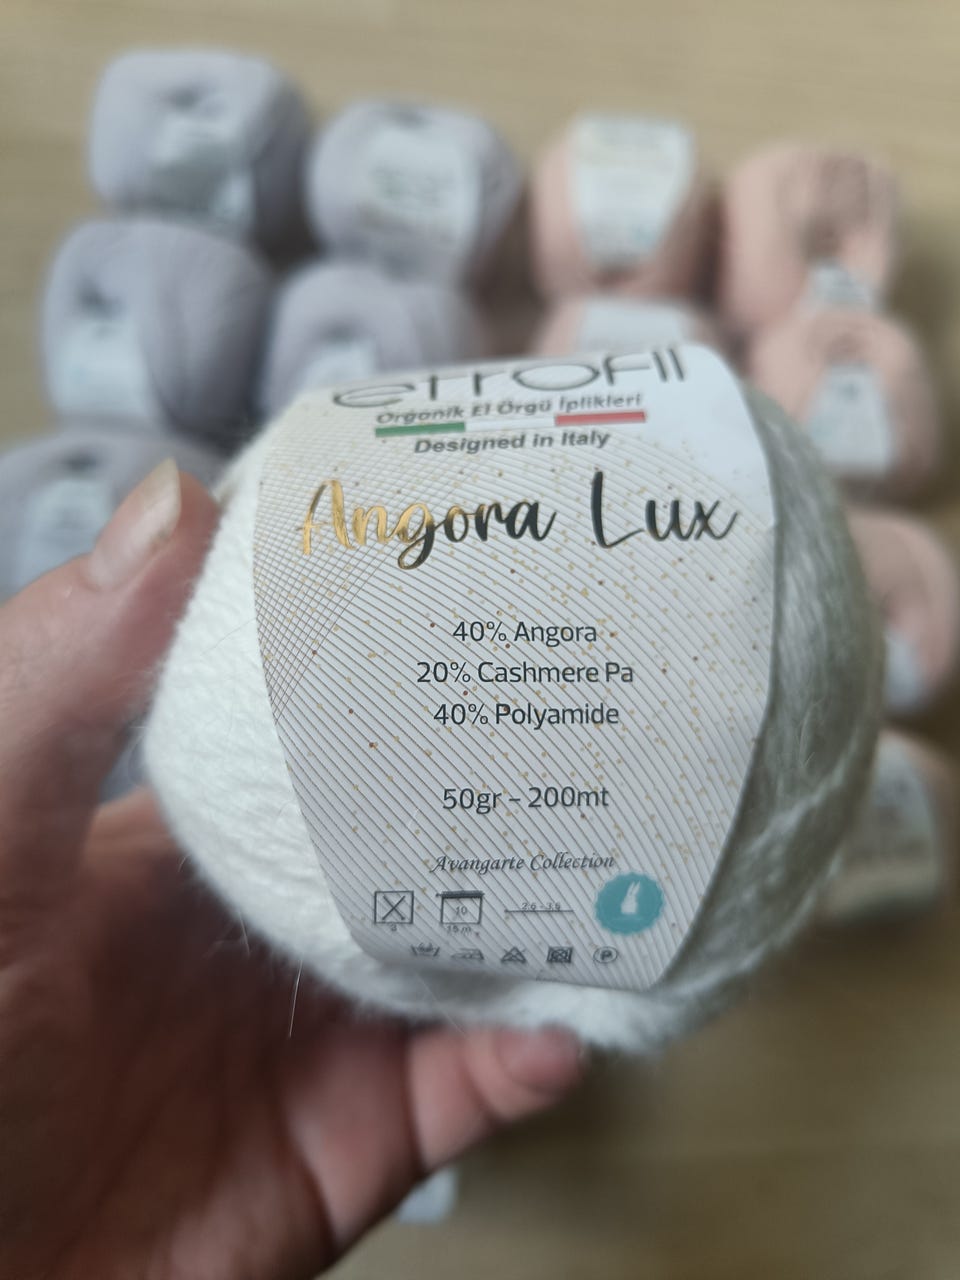 etrofil
Organik El Örgü İplikleri
Designed in Italy
Angora Lux
40% Angora
20% Cashmere Pa
40% Polyamide
50gr – 200mt
Avangarte Collection
10
P